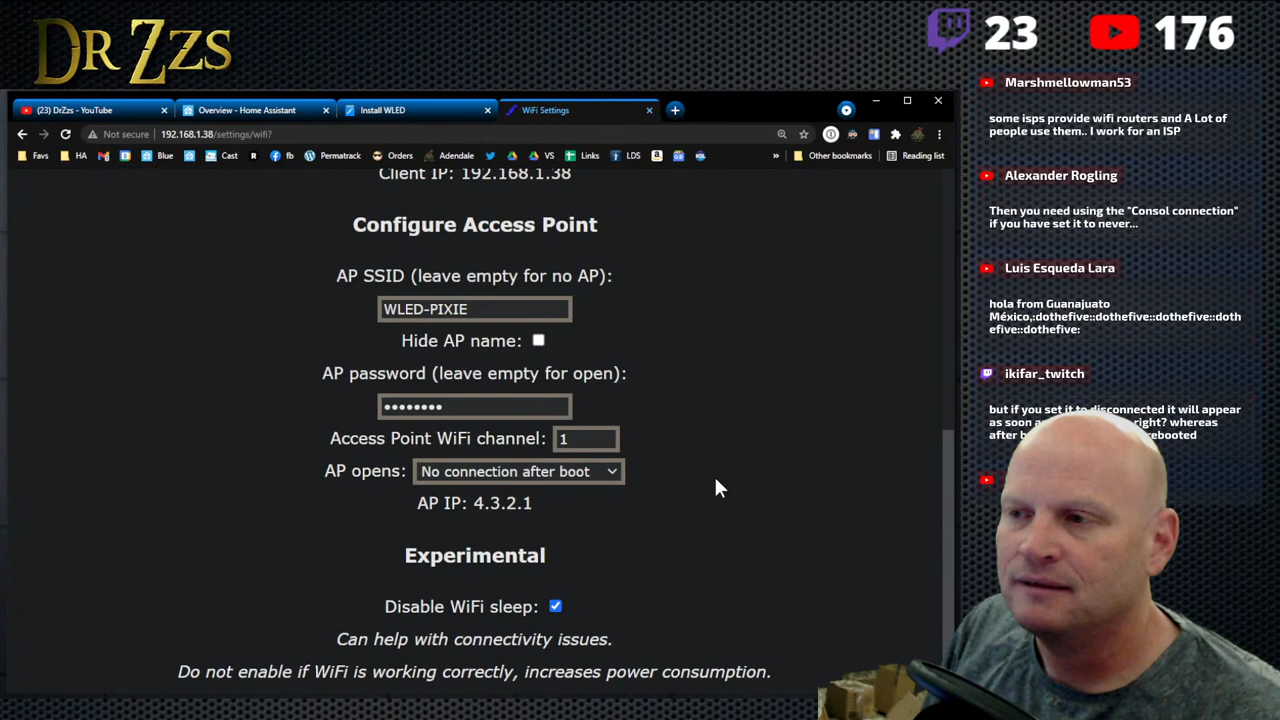 DR ZZS
23
176
(23) DrZzs - YouTube
Overview - Home Assistant
Install WLED
WiFi Settings
Not secure
192.168.1.38/settings/wifi?
Favs
HA
Blue
Cast
fb
Permatrack
Orders
Adendale
VS
Links
LDS
Other bookmarks
Reading list
Client IP: 192.168.1.38
Configure Access Point
AP SSID (leave empty for no AP):
WLED-PIXIE
Hide AP name:
AP password (leave empty for open):
••••••••
Access Point WiFi channel: 1
AP opens: No connection after boot
AP IP: 4.3.2.1
Experimental
Disable WiFi sleep:
Can help with connectivity issues.
Do not enable if WiFi is working correctly, increases power consumption.
Marshmellowman53
some isps provide wifi routers and A Lot of
people use them.. I work for an ISP
Alexander Rogling
Then you need using the "Consol connection"
if you have set it to never...
Luis Esqueda Lara
hola from Guanajuato
México,:dothefive::dothefive::dothefive::doth
efive::dothefive:
ikifar_twitch
but if you set it to disconnected it will appear
as soon a
right? whereas
after b
rebooted